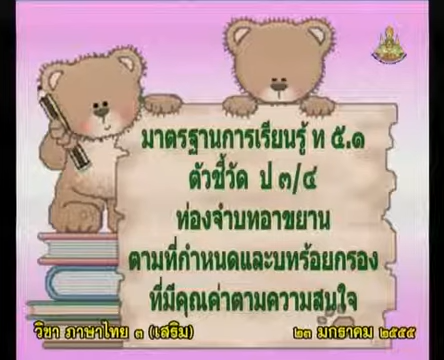 มาตรฐานการเรียนรู้ ท ๕.๑
ตัวชี้วัด ป ๓/๔
ท่องจำบทอาขยาน
ตามที่กำหนดและบทร้อยกรอง
ที่มีคุณค่าตามความสนใจ
วิชา ภาษาไทย ๓ (เสริม)
๒๓ มกราคม ๒๕๕๕